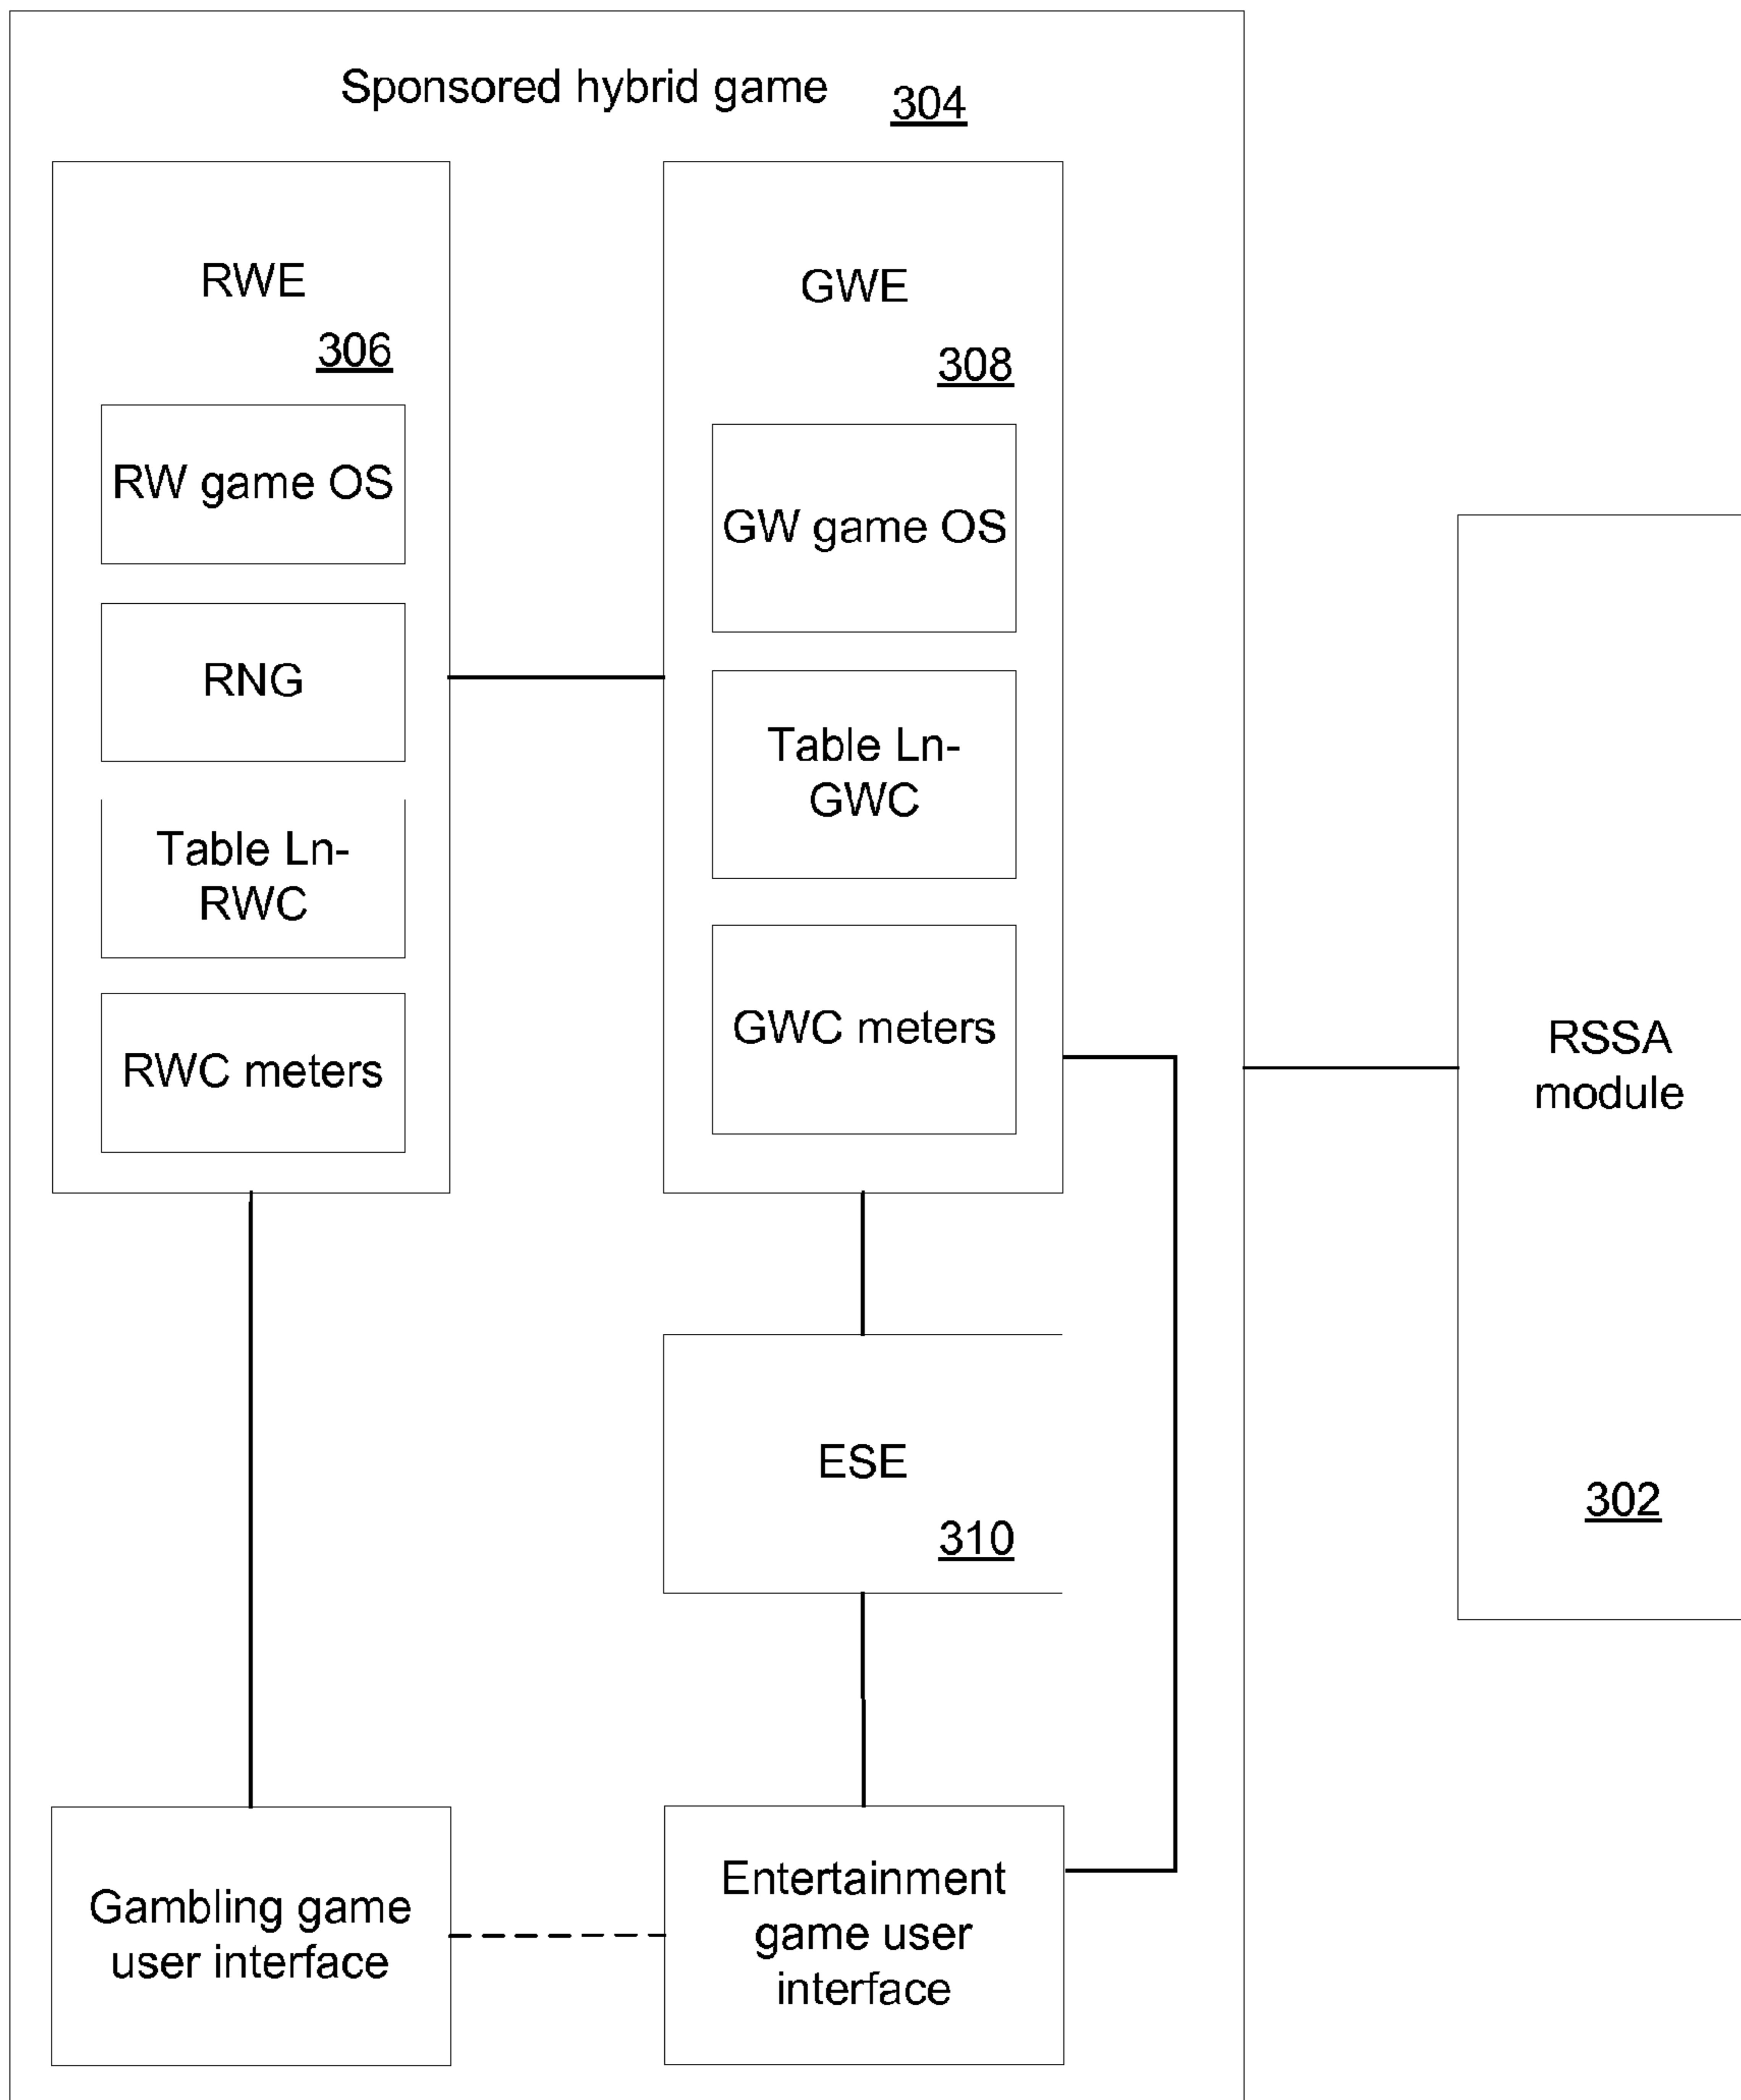 Sponsored hybrid game
304
RWE
306
RW game OS
RNG
Table Ln-
RWC
RWC meters
GWE
308
GW game OS
Table Ln-
GWC
GWC meters
ESE
310
Gambling game
user interface
Entertainment
game user
interface
RSSA
module
302